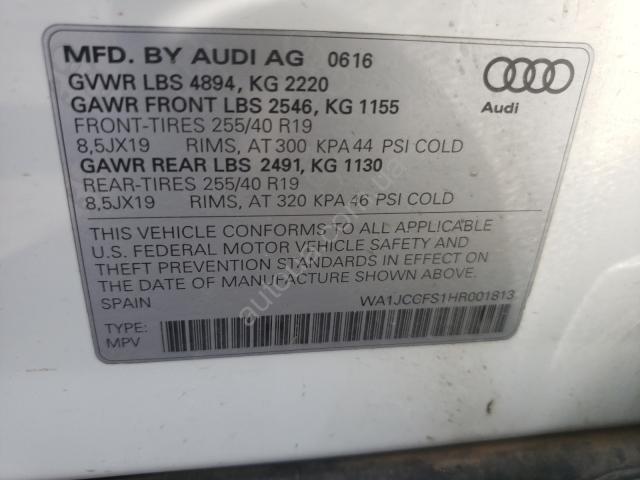 MFD. BY AUDI AG 0616
GVWR LBS 4894, KG 2220
GAWR FRONT LBS 2546, KG 1155
FRONT-TIRES 255/40 R19
8,5JX19 RIMS, AT 300 KPA 44 PSI COLD
GAWR REAR LBS 2491, KG 1130
REAR-TIRES 255/40 R19
8,5JX19 RIMS, AT 320 KPA 46 PSI COLD
Audi
THIS VEHICLE CONFORMS TO ALL APPLICABLE
U.S. FEDERAL MOTOR VEHICLE SAFETY AND
THEFT PREVENTION STANDARDS IN EFFECT ON
THE DATE OF MANUFACTURE SHOWN ABOVE.
SPAIN WA1JCCFS1HR001813
TYPE:
MPV